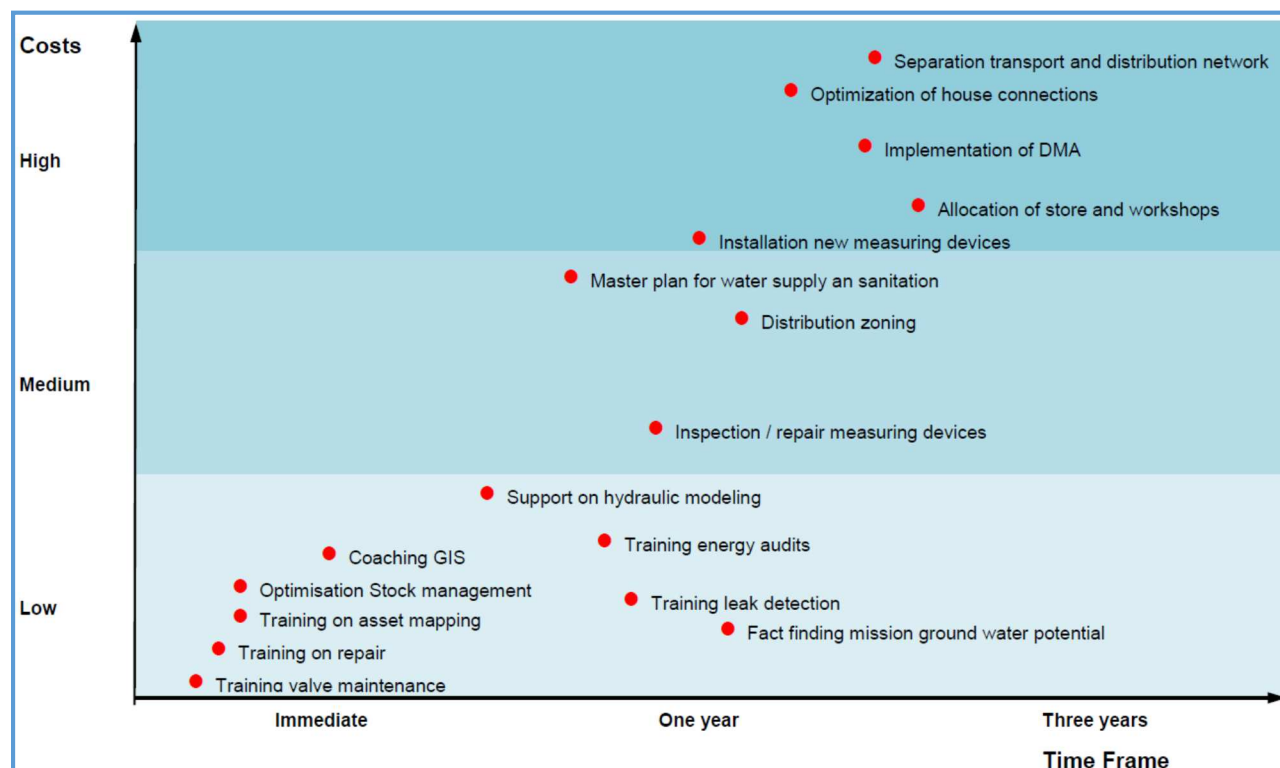 Costs
Separation transport and distribution network
Optimization of house connections
High
Implementation of DMA
Allocation of store and workshops
Installation new measuring devices
Master plan for water supply an sanitation
Distribution zoning
Medium
Inspection / repair measuring devices
Support on hydraulic modeling
Training energy audits
Coaching GIS
Optimisation Stock management
Low
Training leak detection
Training on asset mapping
Fact finding mission ground water potential
Training on repair
Training valve maintenance
Immediate
One year
Three years
Time Frame